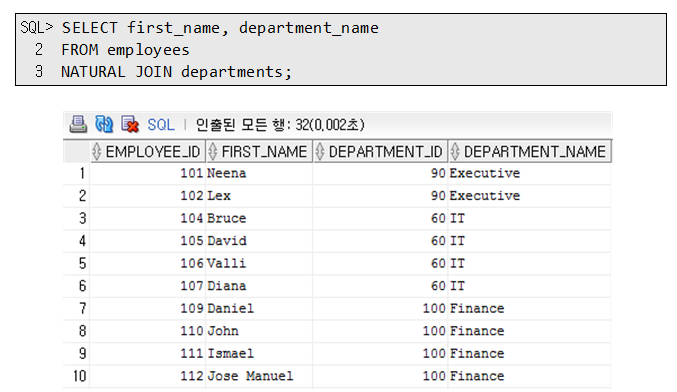 SQL> SELECT first_name, department_name
2 FROM employees
3 NATURAL JOIN departments;
SQL | 인출된 모든 행: 32(0,002초)
EMPLOYEE_ID FIRST_NAME DEPARTMENT_ID DEPARTMENT_NAME
1 101 Neena 90 Executive
2 102 Lex 90 Executive
3 104 Bruce 60 IT
4 105 David 60 IT
5 106 Valli 60 IT
6 107 Diana 60 IT
7 109 Daniel 100 Finance
8 110 John 100 Finance
9 111 Ismael 100 Finance
10 112 Jose Manuel 100 Finance